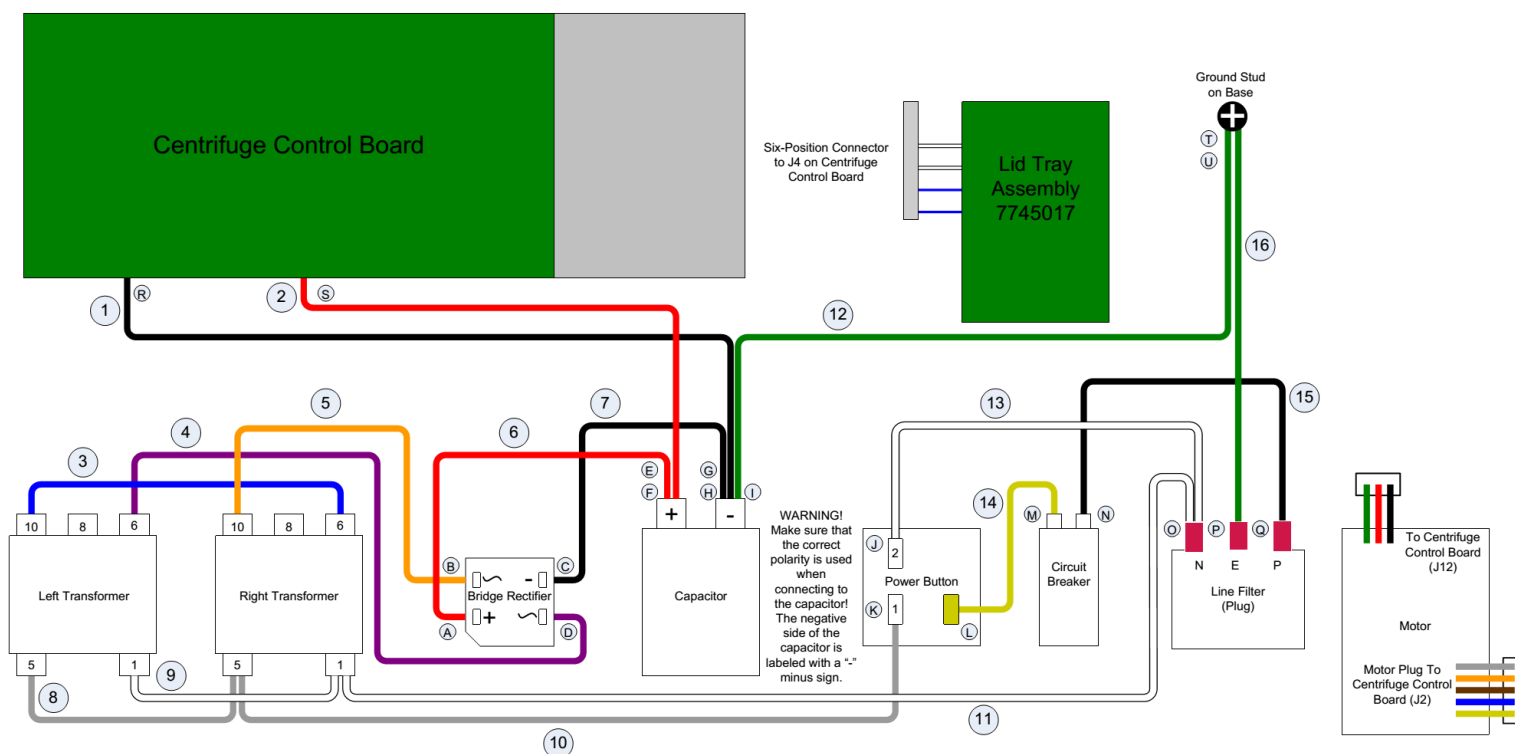 Centrifuge Control Board
Six-Position Connector
to J4 on Centrifuge
Control Board
Lid Tray
Assembly
7745017
Ground Stud
on Base
T
U
16
1
R
2
S
12
5
7
13
15
4
6
3
E
F
G
H
I
14
10
8
6
10
8
6
+
-
M
N
O
P
Q
WARNING!
Make sure that
the correct
polarity is used
when
connecting to
the capacitor!
The negative
side of the
capacitor is
labeled with a “-”
minus sign.
J
2
Power Button
K
1
L
Circuit
Breaker
N
E
P
Line Filter
(Plug)
To Centrifuge
Control Board
(J12)
Motor
Motor Plug To
Centrifuge Control
Board (J2)
Left Transformer
Right Transformer
B
C
-
Bridge Rectifier
+
A
D
Capacitor
5
1
5
1
8
9
10
11